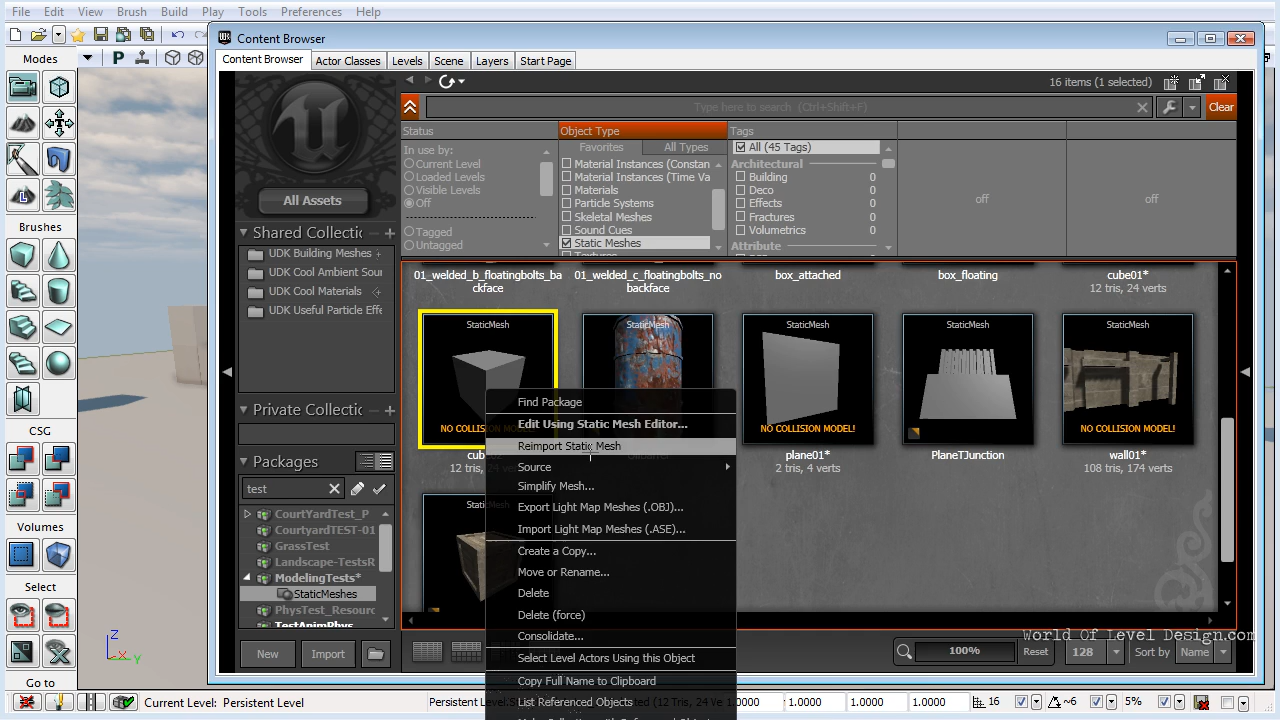 File Edit View Brush Build Play Tools Preferences Help
Content Browser
Modes
P
Content Browser Actor Classes Levels Scene Layers Start Page
16 items (1 selected)
Type here to search (Ctrl+Shift+F)
Clear
Status
Object Type
Tags
In use by:
Current Level
Loaded Levels
Visible Levels
Off
Tagged
Untagged
Favorites
All Types
Material Instances (Constan
Material Instances (Time Va
Materials
Particle Systems
Skeletal Meshes
Sound Cues
Static Meshes
All (45 Tags)
Architectural
Building 0
Deco 0
Effects 0
Fractures 0
Volumetrics 0
Attribute
off
off
All Assets
Shared Collectic
UDK Building Meshes
UDK Cool Ambient Sour
UDK Cool Materials
UDK Useful Particle Effe
Private Collectic
Packages
test
CourtYardTest_P
CourtyardTEST-01
GrassTest
Landscape-TestsR
ModelingTests*
StaticMeshes
PhysTest_Resourc
TestAnimPhys
New
Import
Brushes
CSG
Volumes
Select
Go to
01_welded_b_floatingbolts_ba
ckface
01_welded_c_floatingbolts_no
backface
box_attached
box_floating
cube01*
12 tris, 24 verts
StaticMesh
NO COLLISION MODEL!
12 tris, 24
StaticMesh
StaticMesh
NO COLLISION MODEL!
plane01*
2 tris, 4 verts
StaticMesh
PlaneTJunction
StaticMesh
NO COLLISION MODEL!
wall01*
108 tris, 174 verts
Find Package
Edit Using Static Mesh Editor...
Reimport Static Mesh
Source
Simplify Mesh...
Export Light Map Meshes (.OBJ)...
Import Light Map Meshes (.ASE)...
Create a Copy...
Move or Rename...
Delete
Delete (force)
Consolidate...
Select Level Actors Using this Object
Copy Full Name to Clipboard
List Referenced Objects
World Of Level Design.com
100%
Reset
128
Sort by
Name
Z
X
Y
Current Level: Persistent Level
1.0000
1.0000
1.0000
16
6
5%